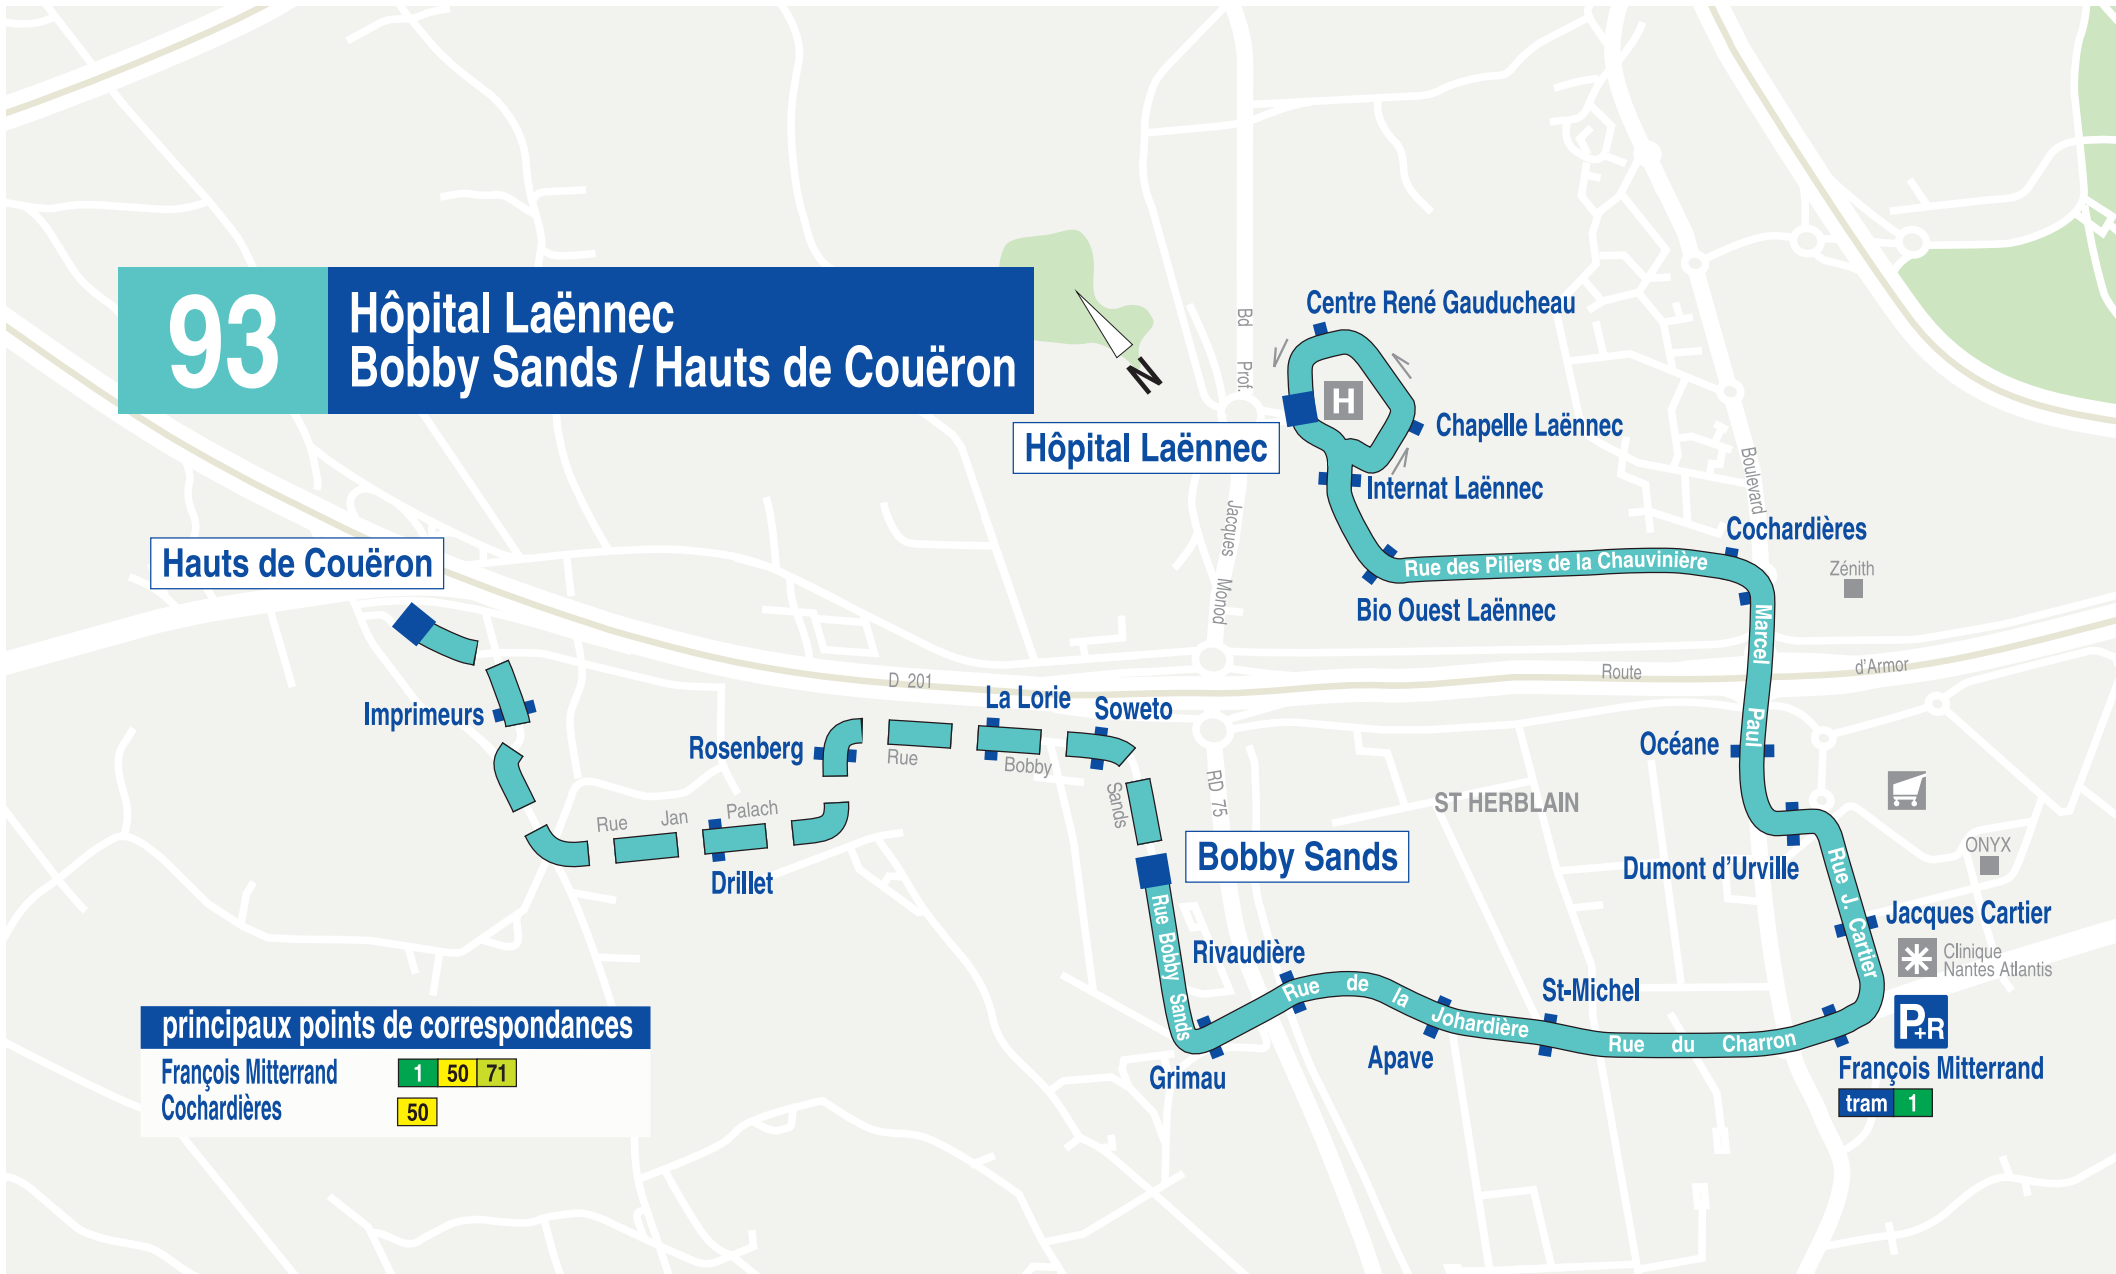 93
Hôpital Laënnec
Bobby Sands / Hauts de Couëron
N
Bd Prof. Jacques Monod
Centre René Gauducheau
H
Chapelle Laënnec
Hôpital Laënnec
Internat Laënnec
Boulevard Marcel Paul
Cochardières
Rue des Piliers de la Chauvinière
Zénith
Bio Ouest Laënnec
Hauts de Couëron
Route d'Armor
D 201
Imprimeurs
La Lorie
Soweto
Rosenberg
Océane
Rue Bobby Sands
RD 75
ST HERBLAIN
Rue Jan Palach
Drillet
Bobby Sands
Dumont d'Urville
ONYX
Rue J. Cartier
Jacques Cartier
Clinique
Nantes Atlantis
Rue Bobby Sands
Rivaudière
Rue de la Johardière
St-Michel
Apave
Grimau
Rue du Charron
P+R
François Mitterrand
tram 1
principaux points de correspondances
François Mitterrand 1 50 71
Cochardières 50